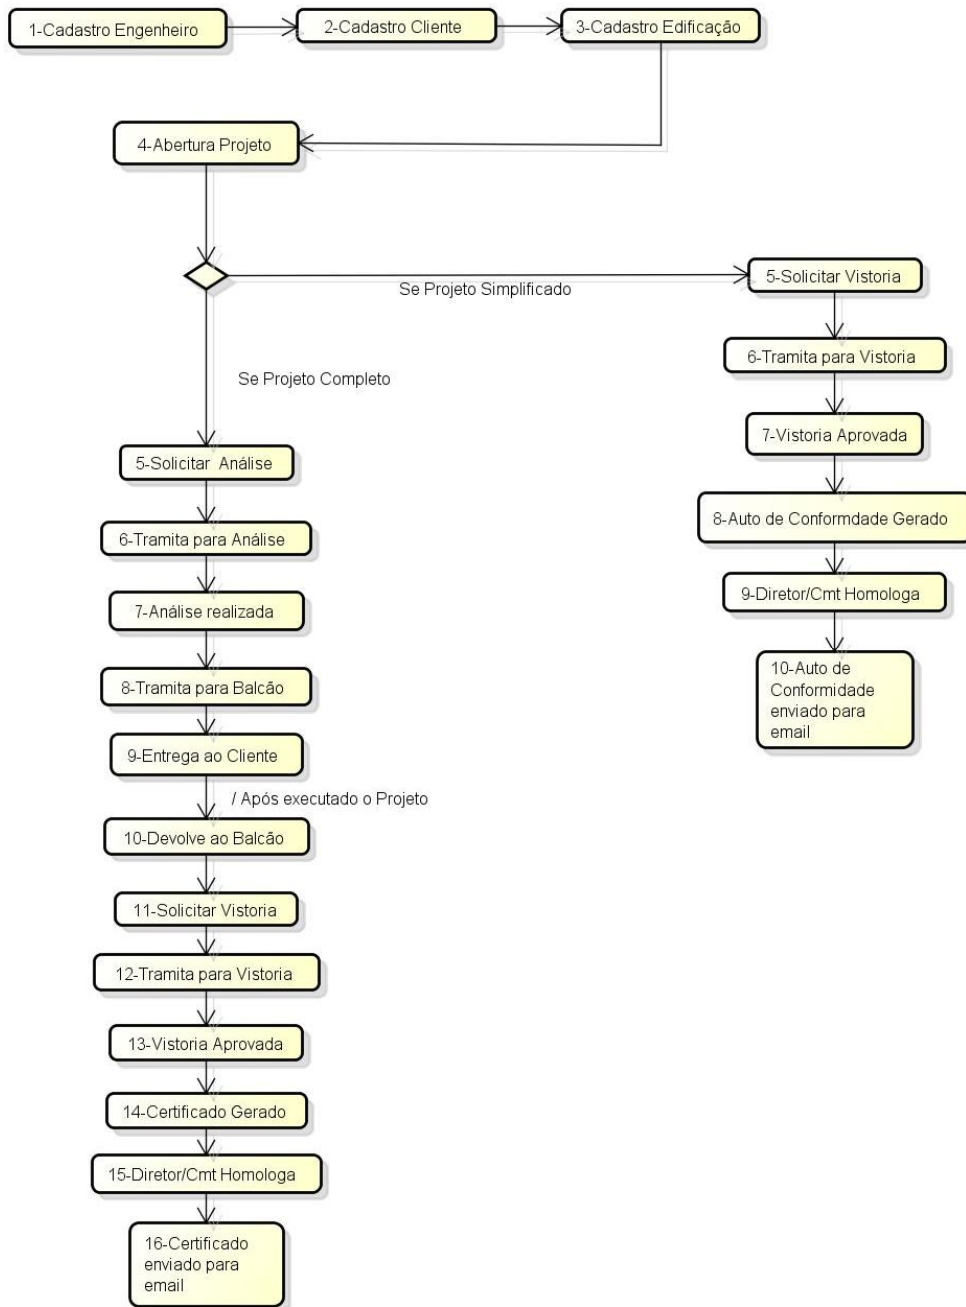 1-Cadastro Engenheiro
2-Cadastro Cliente
3-Cadastro Edificação
4-Abertura Projeto
Se Projeto Simplificado
5-Solicitar Vistoria
6-Tramita para Vistoria
7-Vistoria Aprovada
8-Auto de Conformdade Gerado
9-Diretor/Cmt Homologa
10-Auto de
Conformidade
enviado para
email
Se Projeto Completo
5-Solicitar Análise
6-Tramita para Análise
7-Análise realizada
8-Tramita para Balcão
9-Entrega ao Cliente
/ Após executado o Projeto
10-Devolve ao Balcão
11-Solicitar Vistoria
12-Tramita para Vistoria
13-Vistoria Aprovada
14-Certificado Gerado
15-Diretor/Cmt Homologa
16-Certificado
enviado para
email